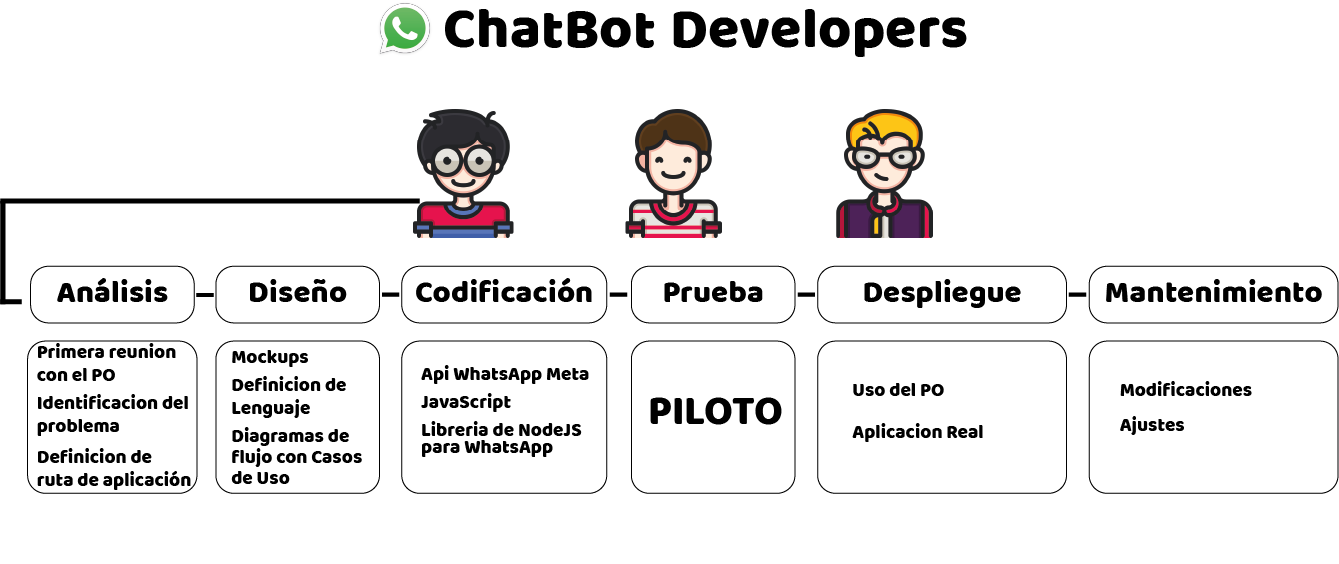 ChatBot Developers
Análisis
Diseño
Codificación
Prueba
Despliegue
Mantenimiento
Primera reunion
con el PO
Identificacion del
problema
Definicion de
ruta de aplicación
Mockups
Definicion de
Lenguaje
Diagramas de
flujo con Casos
de Uso
Api WhatsApp Meta
JavaScript
Libreria de NodeJS
para WhatsApp
PILOTO
Uso del PO
Aplicacion Real
Modificaciones
Ajustes